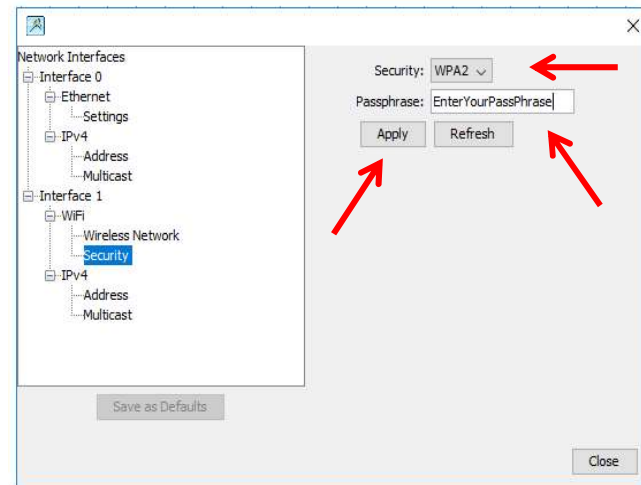 Network Interfaces
Interface 0
Ethernet
Settings
IPv4
Address
Multicast
Interface 1
WiFi
Wireless Network
Security
IPv4
Address
Multicast
Save as Defaults
Security: WPA2
Passphrase: EnterYourPassPhrase
Apply Refresh
Close